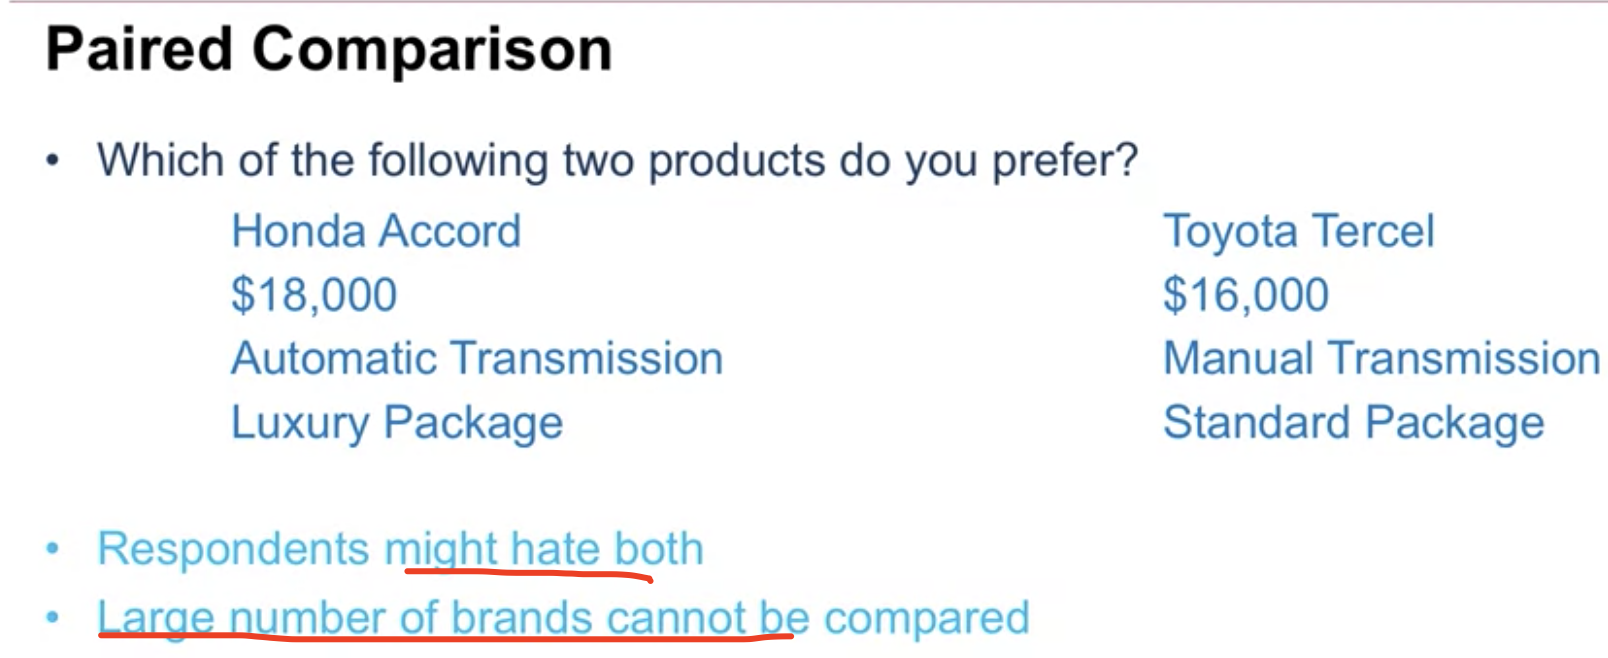 Paired Comparison
• Which of the following two products do you prefer?
Honda Accord Toyota Tercel
$18,000 $16,000
Automatic Transmission Manual Transmission
Luxury Package Standard Package
• Respondents might hate both
• Large number of brands cannot be compared